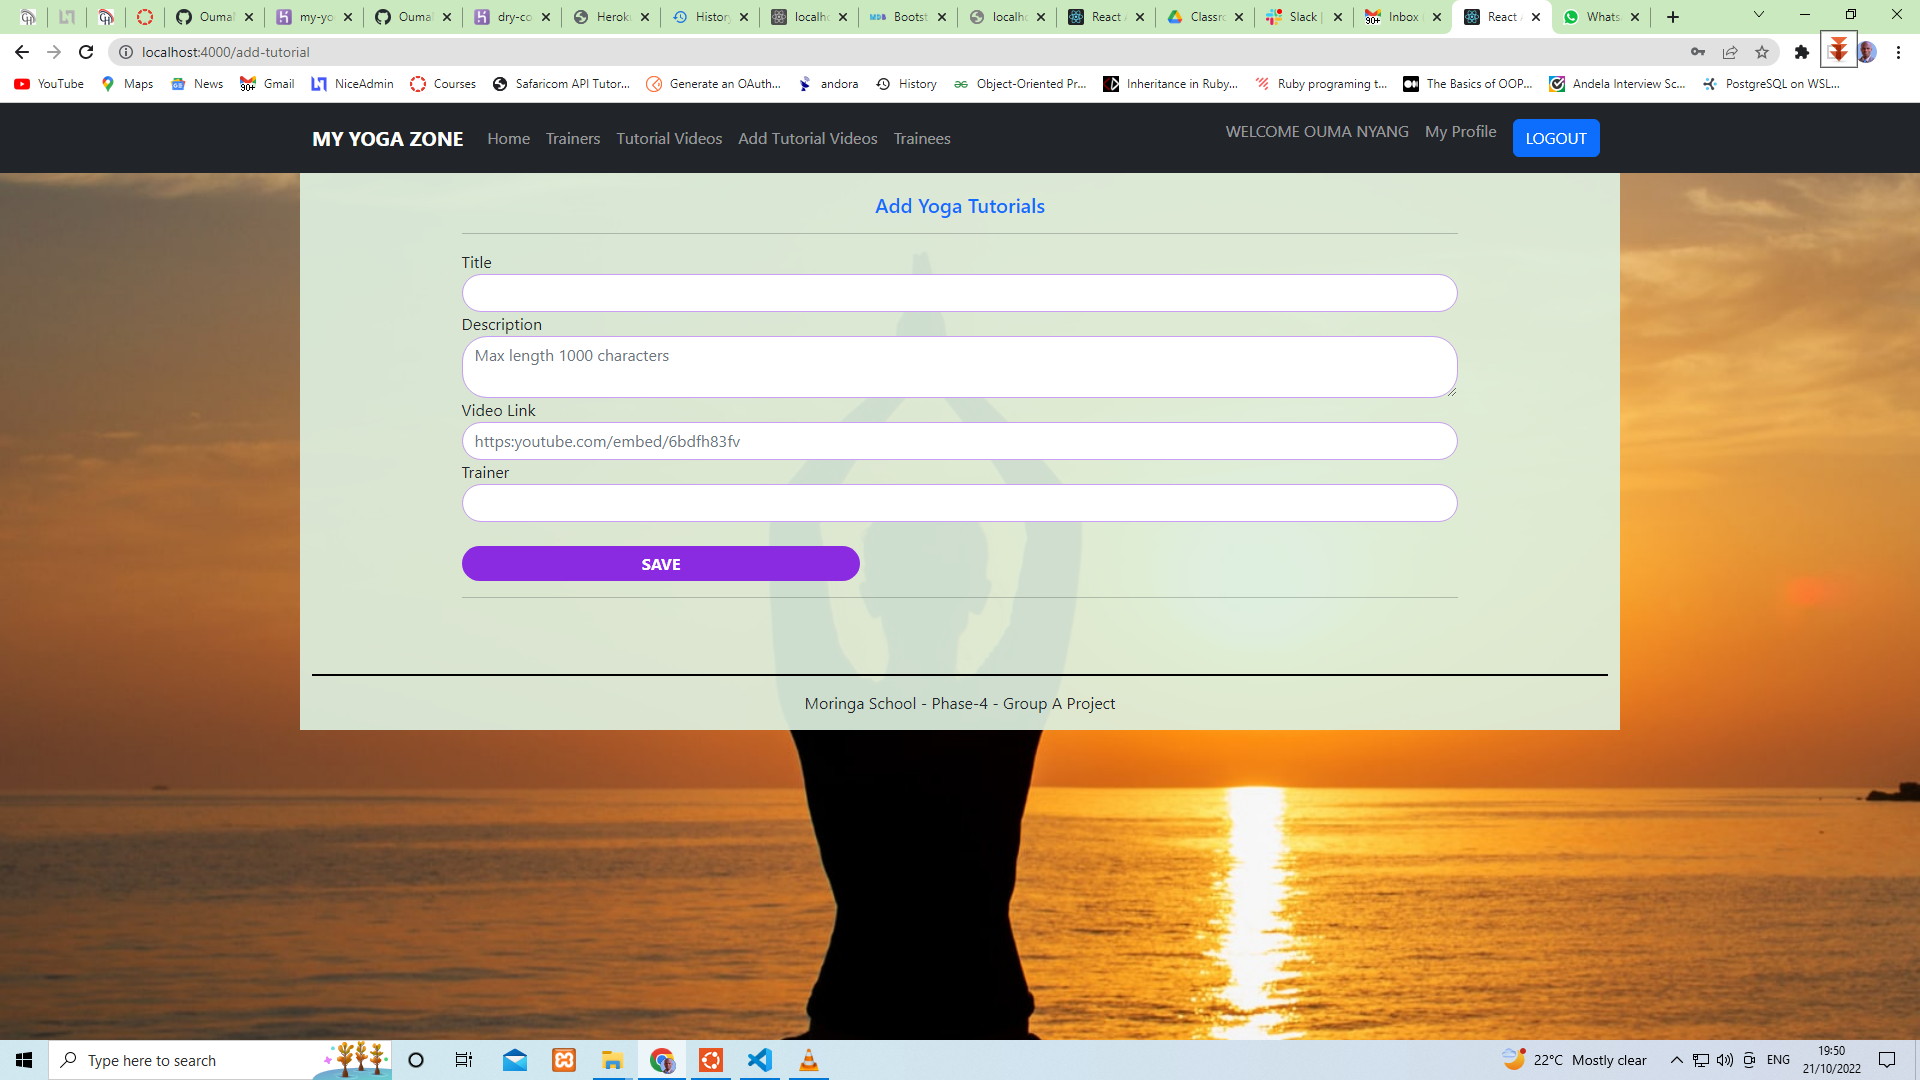 Ouma
my-yo
Ouma
dry-co
Herok
History
localho
Bootst
localho
React
Classro
Slack |
Inbox
React
Whats
localhost:4000/add-tutorial
YouTube
Maps
News
Gmail
NiceAdmin
Courses
Safaricom API Tutor...
Generate an OAuth...
andora
History
Object-Oriented Pr...
Inheritance in Ruby...
Ruby programing t...
The Basics of OOP...
Andela Interview Sc...
PostgreSQL on WSL...
MY YOGA ZONE
Home
Trainers
Tutorial Videos
Add Tutorial Videos
Trainees
WELCOME OUMA NYANG
My Profile
LOGOUT
Add Yoga Tutorials
Title
Description
Max length 1000 characters
Video Link
https:youtube.com/embed/6bdfh83fv
Trainer
SAVE
Moringa School - Phase-4 - Group A Project
Type here to search
22°C Mostly clear
ENG
19:50
21/10/2022